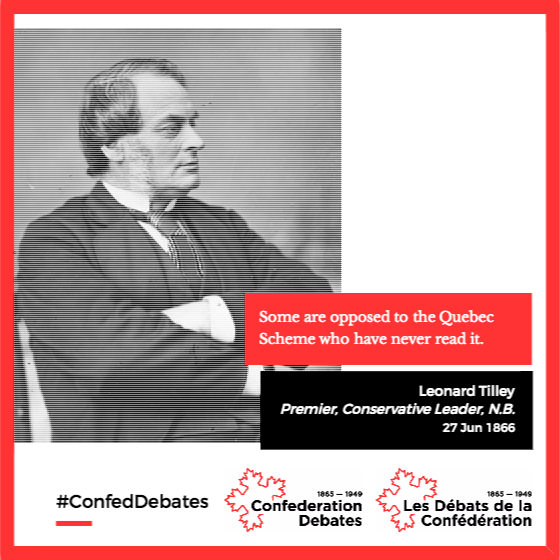 Some are opposed to the Quebec
Scheme who have never read it.
Leonard Tilley
Premier, Conservative Leader, N.B.
27 Jun 1866
#ConfedDebates
1865 — 1949
Confederation
Debates
1865 — 1949
Les Débats de la
Confédération